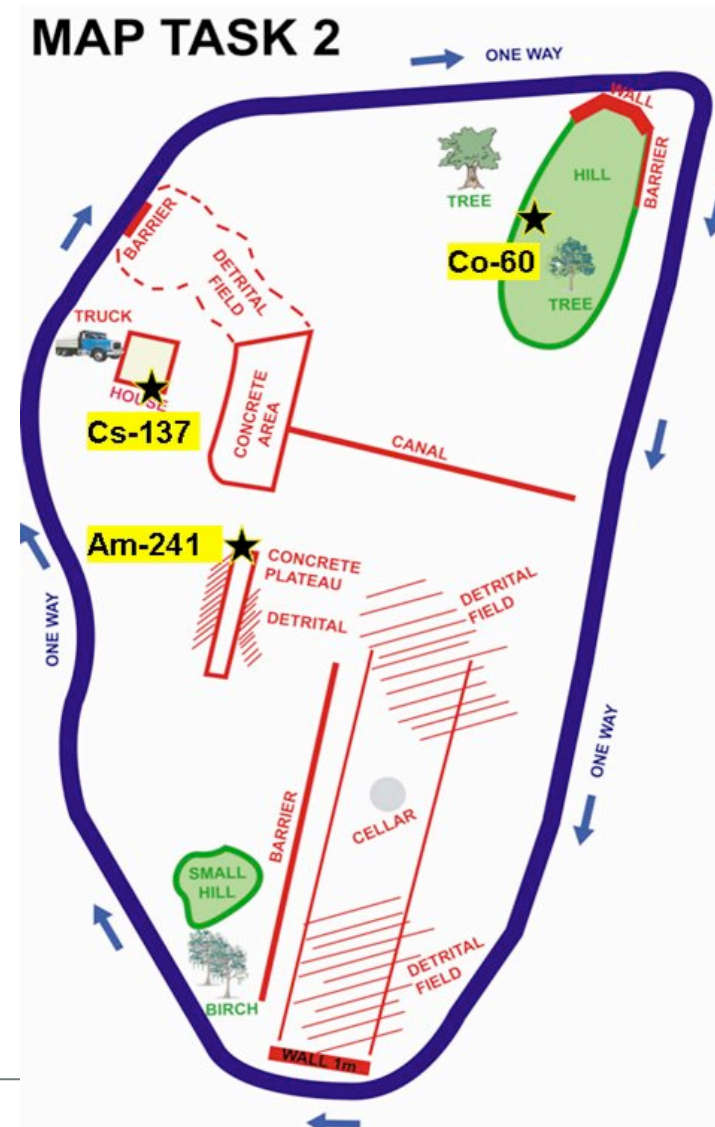 MAP TASK 2
ONE WAY
WALL
BARRIER
HILL
TREE
TREE
Co-60
BARRIER
DETRITAL
FIELD
TRUCK
HOUSE
Cs-137
CONCRETE
AREA
CANAL
Am-241
CONCRETE
PLATEAU
DETRITAL
DETRITAL
FIELD
ONE WAY
ONE WAY
BARRIER
CELLAR
SMALL
HILL
BIRCH
DETRITAL
FIELD
WALL 1m